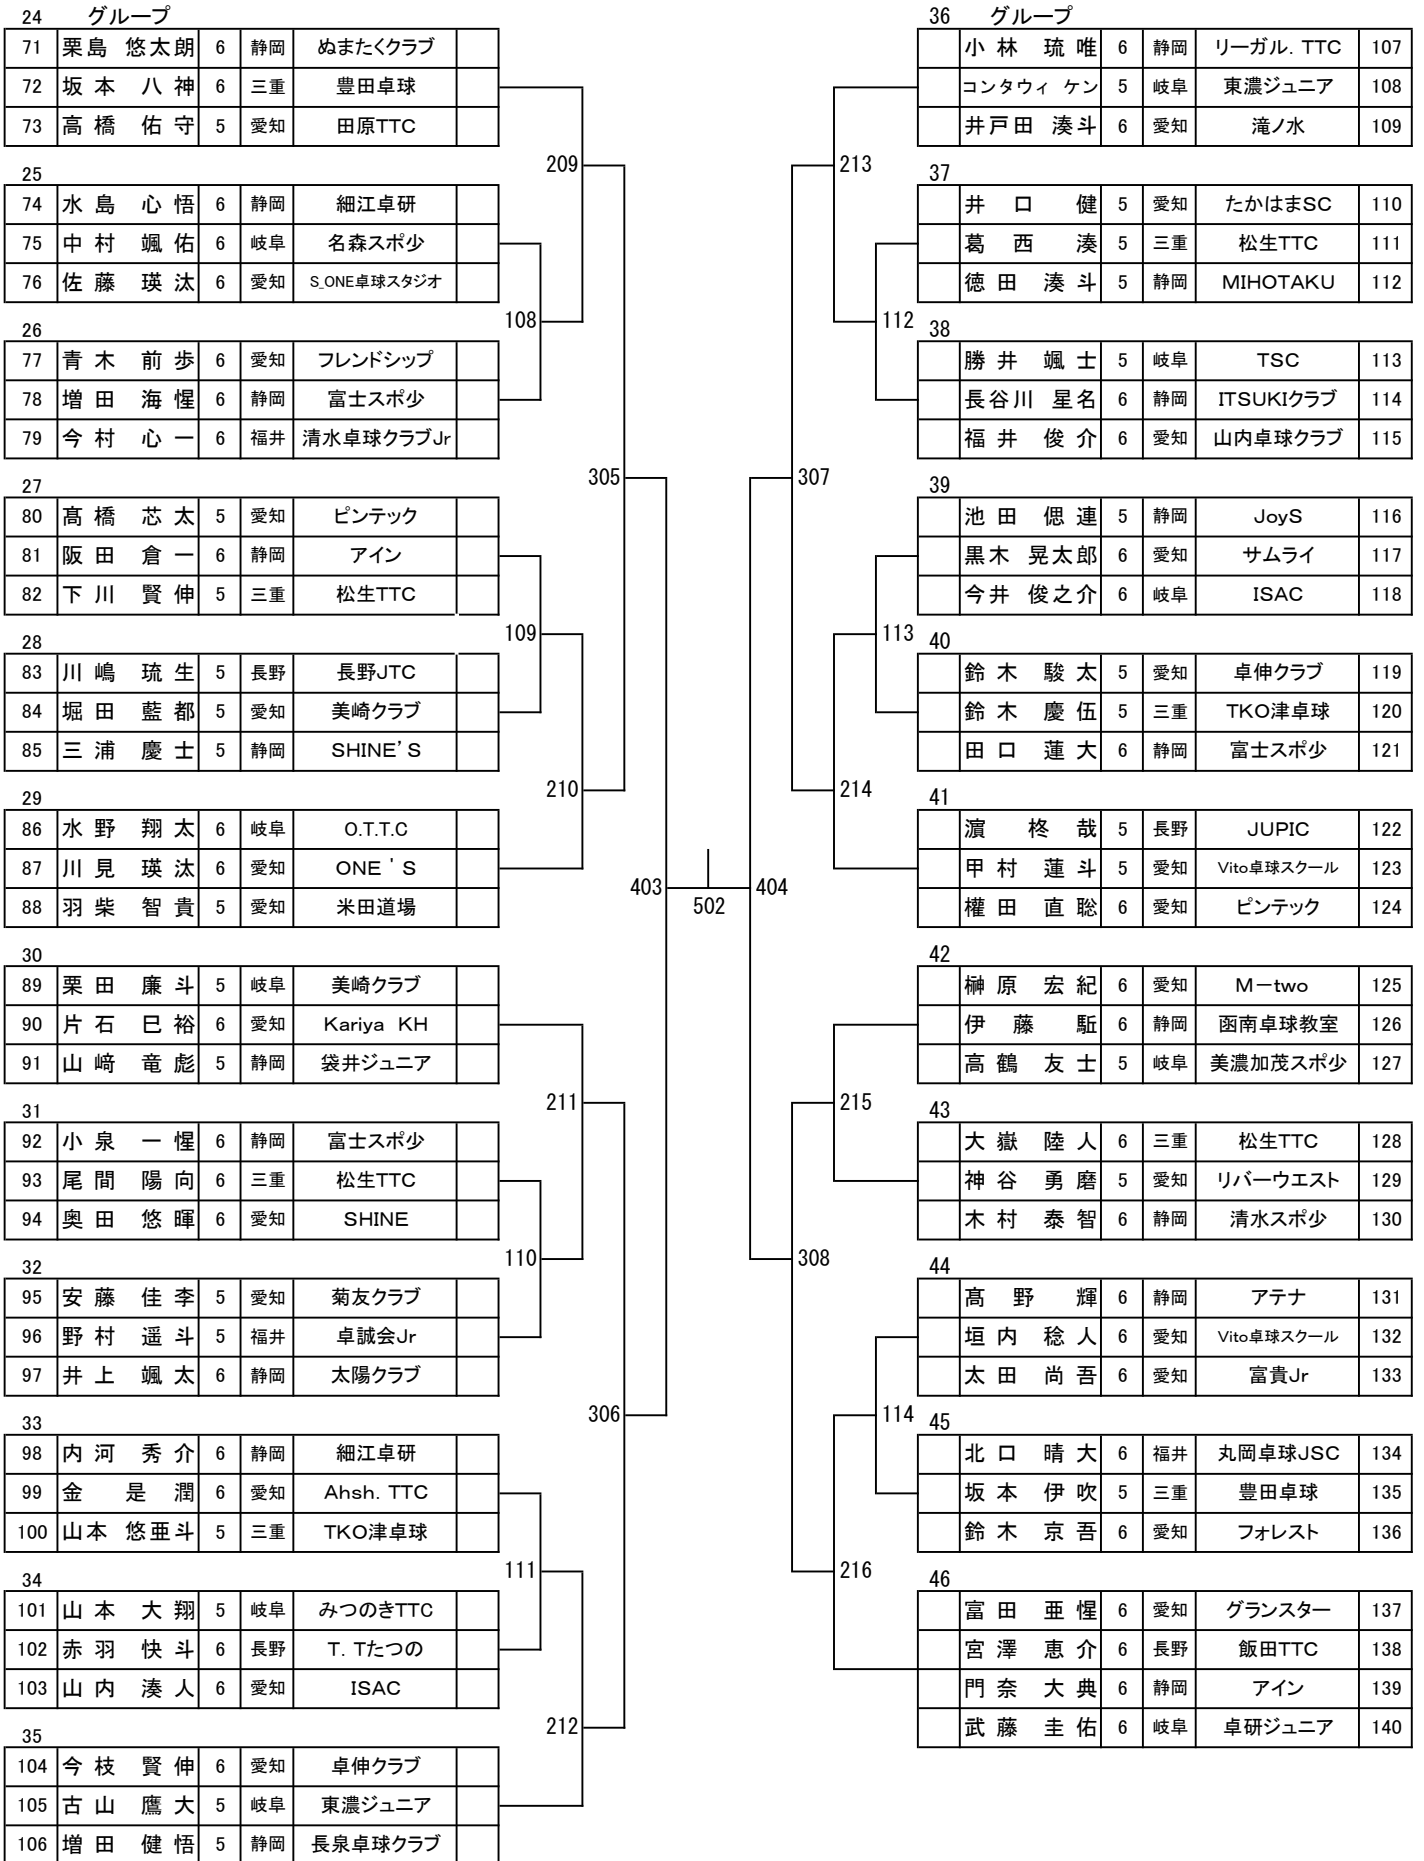 24 グループ
71 栗島 悠太朗 6 静岡 ぬまたくクラブ
72 坂本 八神 6 三重 豊田卓球
73 高橋 佑守 5 愛知 田原TTC
209
25
74 水島 心悟 6 静岡 細江卓研
75 中村 颯佑 6 岐阜 名森スポ少
76 佐藤 瑛汰 6 愛知 S_ONE卓球スタジオ
108
26
77 青木 前歩 6 愛知 フレンドシップ
78 増田 海惺 6 静岡 富士スポ少
79 今村 心一 6 福井 清水卓球クラブJr
305
27
80 髙橋 芯太 5 愛知 ピンテック
81 阪田 倉一 6 静岡 アイン
82 下川 賢伸 5 三重 松生TTC
109
28
83 川嶋 琉生 5 長野 長野JTC
84 堀田 藍都 5 愛知 美崎クラブ
85 三浦 慶士 5 静岡 SHINE'S
210
29
86 水野 翔太 6 岐阜 O.T.T.C
87 川見 瑛汰 6 愛知 ONE'S
88 羽柴 智貴 5 愛知 米田道場
403
502
30
89 栗田 廉斗 5 岐阜 美崎クラブ
90 片石 巳裕 6 愛知 Kariya KH
91 山﨑 竜彪 5 静岡 袋井ジュニア
211
31
92 小泉 一惺 6 静岡 富士スポ少
93 尾間 陽向 6 三重 松生TTC
94 奥田 悠暉 6 愛知 SHINE
110
32
95 安藤 佳李 5 愛知 菊友クラブ
96 野村 遥斗 5 福井 卓誠会Jr
97 井上 颯太 6 静岡 太陽クラブ
306
33
98 内河 秀介 6 静岡 細江卓研
99 金 是潤 6 愛知 Ahsh. TTC
100 山本 悠亜斗 5 三重 TKO津卓球
111
34
101 山本 大翔 5 岐阜 みつのきTTC
102 赤羽 快斗 6 長野 T. Tたつの
103 山内 湊人 6 愛知 ISAC
212
35
104 今枝 賢伸 6 愛知 卓伸クラブ
105 古山 鷹大 5 岐阜 東濃ジュニア
106 増田 健悟 5 静岡 長泉卓球クラブ
36 グループ
小林 琉唯 6 静岡 リーガル. TTC 107
コンタウィ ケン 5 岐阜 東濃ジュニア 108
井戸田 湊斗 6 愛知 滝ノ水 109
213
37
井口 健 5 愛知 たかはまSC 110
葛西 湊 5 三重 松生TTC 111
徳田 湊斗 5 静岡 MIHOTAKU 112
112
38
勝井 颯士 5 岐阜 TSC 113
長谷川 星名 6 静岡 ITSUKIクラブ 114
福井 俊介 6 愛知 山内卓球クラブ 115
307
39
池田 偲連 5 静岡 JoyS 116
黒木 晃太郎 6 愛知 サムライ 117
今井 俊之介 6 岐阜 ISAC 118
113
40
鈴木 駿太 5 愛知 卓伸クラブ 119
鈴木 慶伍 5 三重 TKO津卓球 120
田口 蓮大 6 静岡 富士スポ少 121
214
41
濵 柊哉 5 長野 JUPIC 122
甲村 蓮斗 5 愛知 Vito卓球スクール 123
權田 直聡 6 愛知 ピンテック 124
404
42
榊原 宏紀 6 愛知 M−two 125
伊藤 駈 6 静岡 函南卓球教室 126
高鶴 友士 5 岐阜 美濃加茂スポ少 127
215
43
大嶽 陸人 6 三重 松生TTC 128
神谷 勇磨 5 愛知 リバーウエスト 129
木村 泰智 6 静岡 清水スポ少 130
308
44
髙野 輝 6 静岡 アテナ 131
垣内 稔人 6 愛知 Vito卓球スクール 132
太田 尚吾 6 愛知 富貴Jr 133
114
45
北口 晴大 6 福井 丸岡卓球JSC 134
坂本 伊吹 5 三重 豊田卓球 135
鈴木 京吾 6 愛知 フォレスト 136
216
46
富田 亜惺 6 愛知 グランスター 137
宮澤 恵介 6 長野 飯田TTC 138
門奈 大典 6 静岡 アイン 139
武藤 圭佑 6 岐阜 卓研ジュニア 140